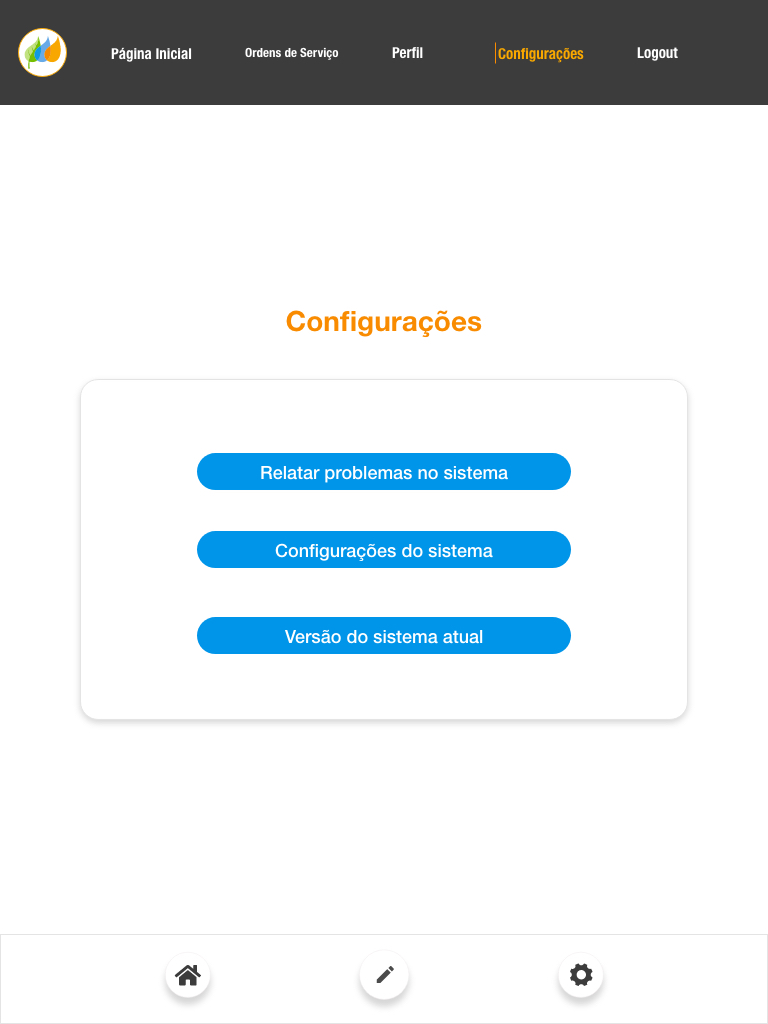 Página Inicial
Ordens de Serviço
Perfil
Configurações
Logout
Configurações
Relatar problemas no sistema
Configurações do sistema
Versão do sistema atual